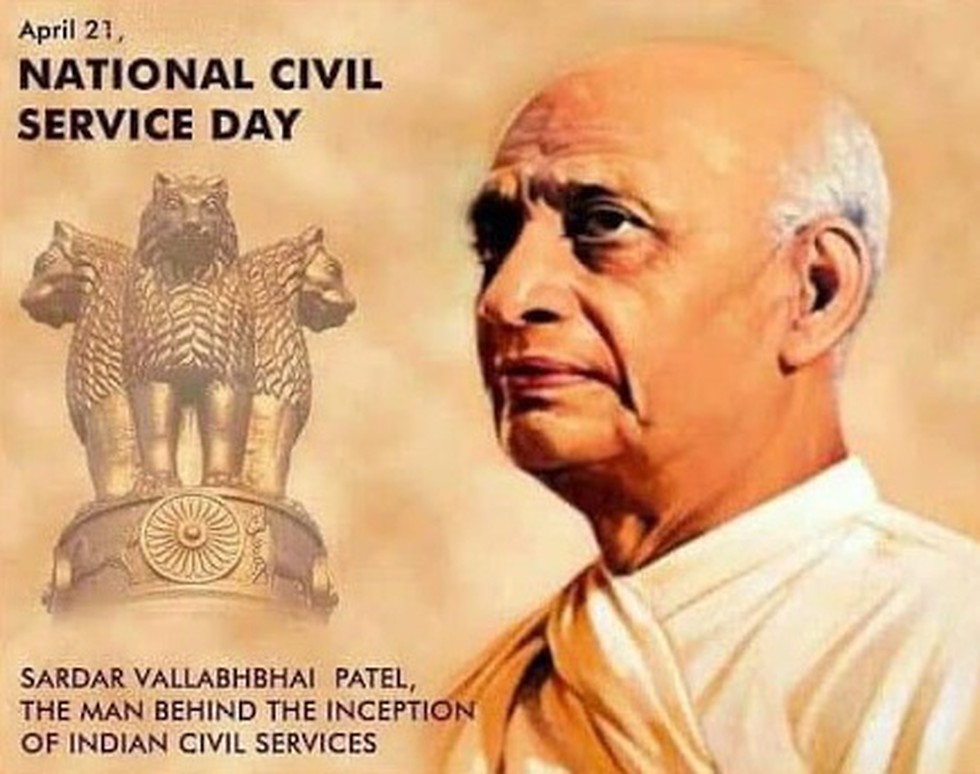 April 21,
NATIONAL CIVIL
SERVICE DAY
SARDAR VALLABHBHAI PATEL,
THE MAN BEHIND THE INCEPTION
OF INDIAN CIVIL SERVICES